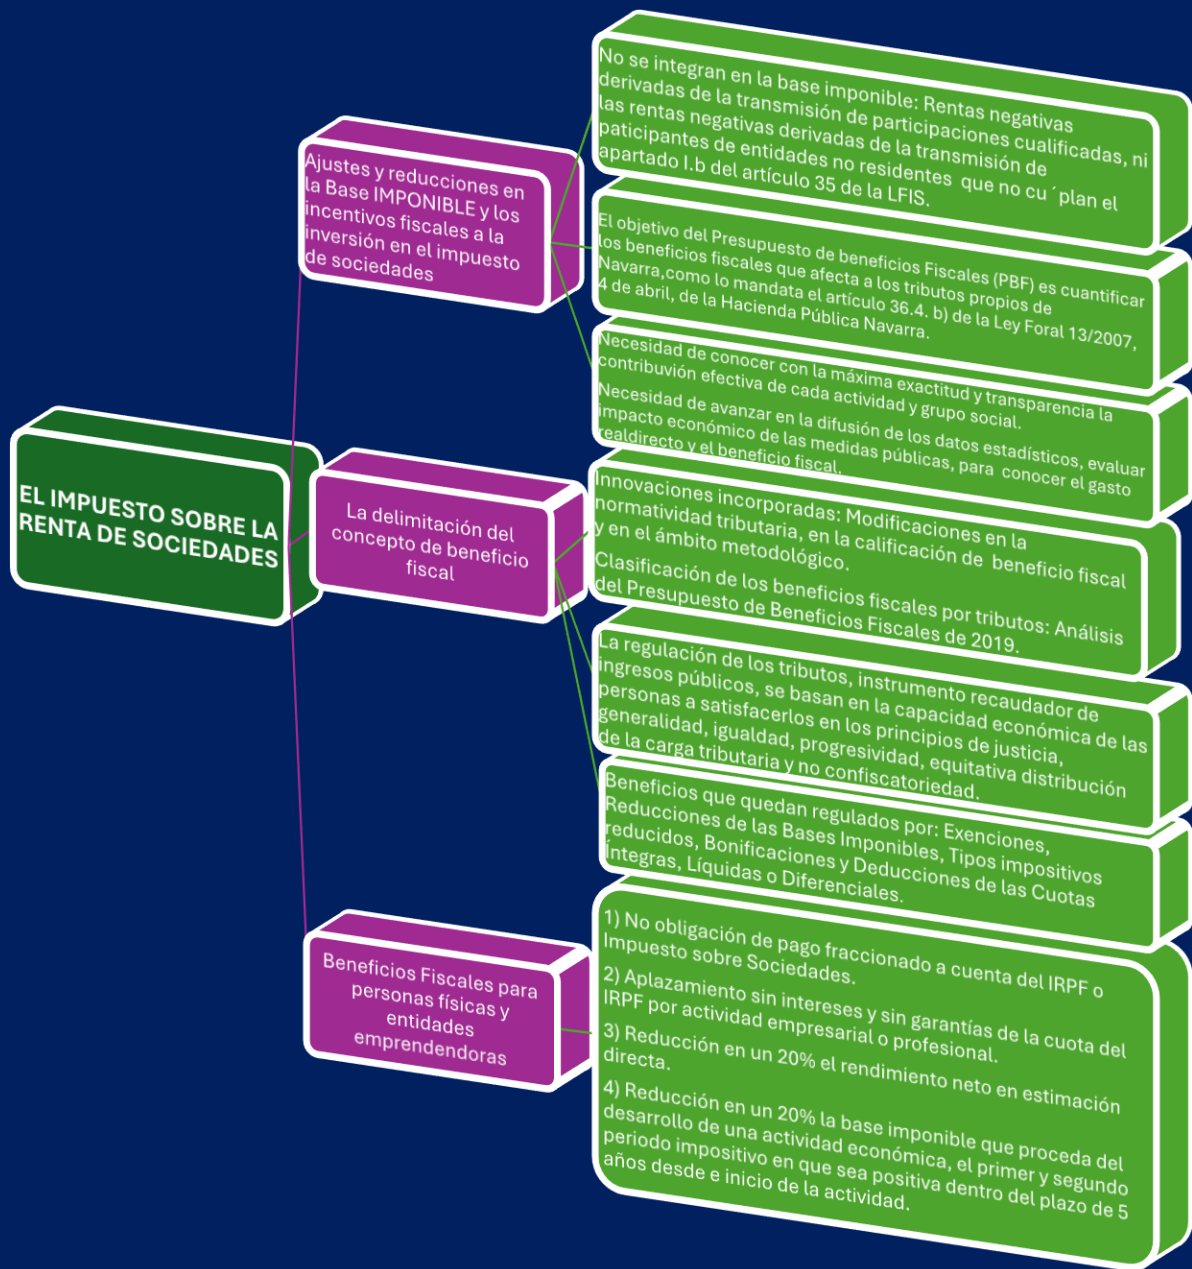 EL IMPUESTO SOBRE LA
RENTA DE SOCIEDADES
Ajustes y reducciones en
la Base IMPONIBLE y los
incentivos fiscales a la
inversión en el impuesto
de sociedades
No se integran en la base imponible: Rentas negativas
derivadas de la transmisión de participaciones cualificadas, ni
las rentas negativas derivadas de la transmisión de
paticipantes de entidades no residentes que no cu ´plan el
apartado I.b del artículo 35 de la LFIS.
El objetivo del Presupuesto de beneficios Fiscales (PBF) es cuantificar
los beneficios fiscales que afecta a los tributos propios de
Navarra,como lo mandata el artículo 36.4. b) de la Ley Foral 13/2007,
4 de abril, de la Hacienda Pública Navarra.
Necesidad de conocer con la máxima exactitud y transparencia la
contribuvión efectiva de cada actividad y grupo social.
Necesidad de avanzar en la difusión de los datos estadísticos, evaluar
impacto económico de las medidas públicas, para conocer el gasto
realdirecto y el beneficio fiscal.
La delimitación del
concepto de beneficio
fiscal
Innovaciones incorporadas: Modificaciones en la
normatividad tributaria, en la calificación de beneficio fiscal
y en el ámbito metodológico.
Clasificación de los beneficios fiscales por tributos: Análisis
del Presupuesto de Beneficios Fiscales de 2019.
La regulación de los tributos, instrumento recaudador de
ingresos públicos, se basan en la capacidad económica de las
personas a satisfacerlos en los principios de justicia,
generalidad, igualdad, progresividad, equitativa distribución
de la carga tributaria y no confiscatoriedad.
Beneficios que quedan regulados por: Exenciones,
Reducciones de las Bases Imponibles, Tipos impositivos
reducidos, Bonificaciones y Deducciones de las Cuotas
Íntegras, Líquidas o Diferenciales.
Beneficios Fiscales para
personas físicas y
entidades
emprendendoras
1) No obligación de pago fraccionado a cuenta del IRPF o
Impuesto sobre Sociedades.
2) Aplazamiento sin intereses y sin garantías de la cuota del
IRPF por actividad empresarial o profesional.
3) Reducción en un 20% el rendimiento neto en estimación
directa.
4) Reducción en un 20% la base imponible que proceda del
desarrollo de una actividad económica, el primer y segundo
periodo impositivo en que sea positiva dentro del plazo de 5
años desde e inicio de la actividad.